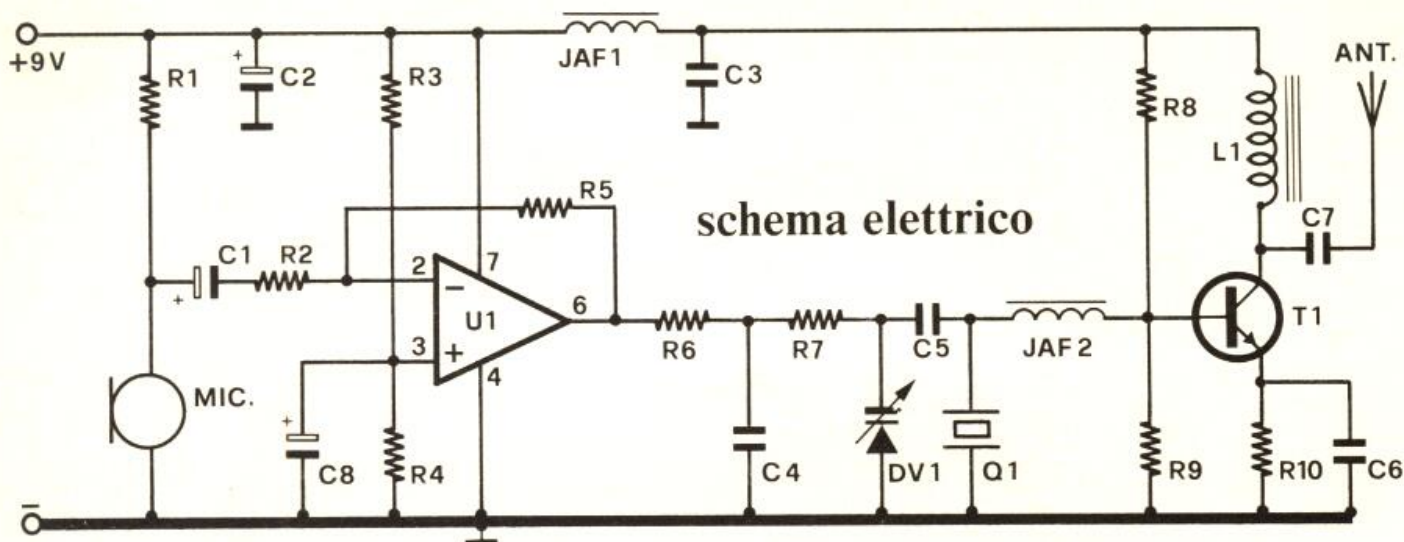 +9V
R1
+
C2
R3
JAF1
C3
R8
ANT.
L1
R5
schema elettrico
C7
C1
R2
+
2
7
−
U1
6
3
+
4
R6
R7
C5
JAF2
T1
MIC.
+
C8
R4
C4
DV1
Q1
R9
R10
C6
−